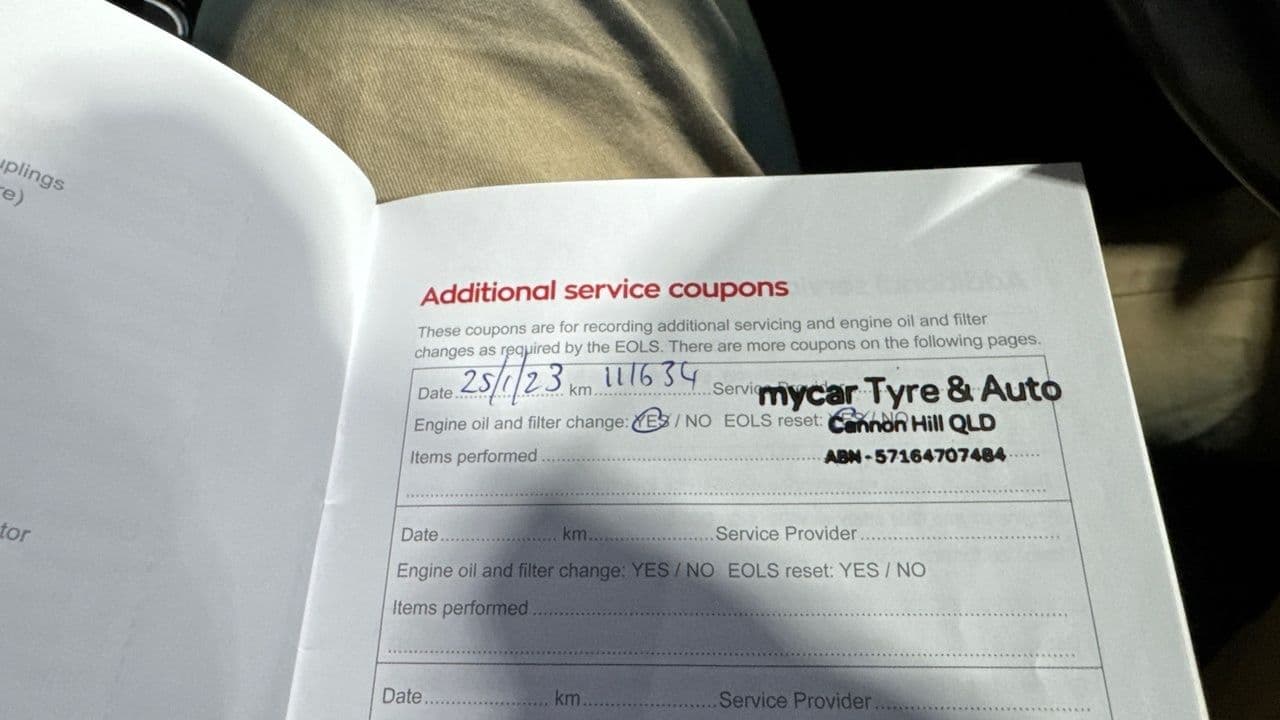 uplings
re)
tor
Additional service coupons
These coupons are for recording additional servicing and engine oil and filter
changes as required by the EOLS. There are more coupons on the following pages.
Date 25/1/23 km 111634 Service mycar Tyre & Auto
Engine oil and filter change: YES / NO EOLS reset: Cannon Hill QLD
Items performed ABN - 57164707484
Date km Service Provider
Engine oil and filter change: YES / NO EOLS reset: YES / NO
Items performed
Date km Service Provider